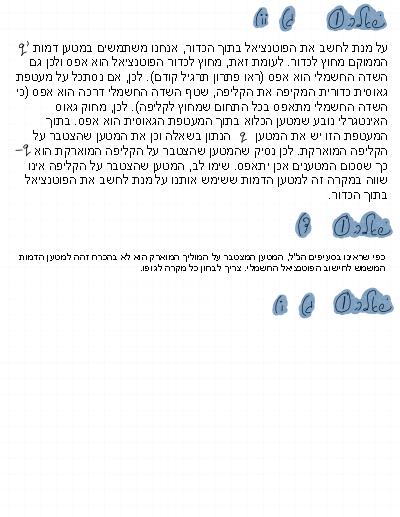 שאלה 1 ג ii
על מנת לחשב את הפוטנציאל בתוך הכדור, אנחנו משתמשים במטען דמות q'
הממוקם מחוץ לכדור. לעומת זאת, מחוץ לכדור הפוטנציאל הוא אפס ולכן גם
השדה החשמלי הוא אפס (ראו פתרון תרגיל קודם). לכן, אם נסתכל על מעטפת
גאוסית כדורית המקיפה את הקליפה, שטף השדה החשמלי דרכה הוא אפס (כי
השדה החשמלי מתאפס בכל התחום שמחוץ לקליפה). לכן, מחוק גאוס
האינטגרלי נובע שמטען הכלוא בתוך המעטפת הגאוסית הוא אפס. בתוך
המעטפת הזו יש את המטען q הנתון בשאלה וכן את המטען שהצטבר על
הקליפה המוארקת. לכן נסיק שהמטען שהצטבר על הקליפה המוארקת הוא -q
כך שסכום המטענים אכן יתאפס. שימו לב, המטען שהצטבר על הקליפה אינו
שווה במקרה זה למטען הדמות ששימש אותנו על מנת לחשב את הפוטנציאל
בתוך הכדור.
שאלה 1 ד
כפי שראינו בסעיפים הנ"ל, המטען המצטבר על המוליך המוארק הוא לא בהכרח זהה למטען הדמות
המשמש לחישוב הפוטנציאל החשמלי. צריך לבחון כל מקרה לגופו.
שאלה 1 ג i